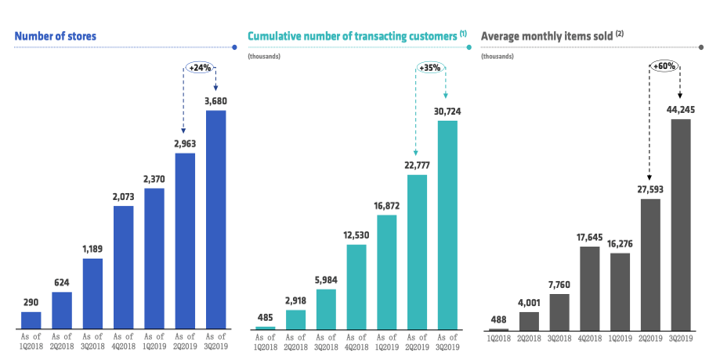 Number of stores
+24%
3,680
2,963
2,370
2,073
1,189
624
290
As of As of As of As of As of As of As of
1Q2018 2Q2018 3Q2018 4Q2018 1Q2019 2Q2019 3Q2019
Cumulative number of transacting customers (1)
(thousands)
+35%
30,724
22,777
16,872
12,530
5,984
2,918
485
As of As of As of As of As of As of As of
1Q2018 2Q2018 3Q2018 4Q2018 1Q2019 2Q2019 3Q2019
Average monthly items sold (2)
(thousands)
+60%
44,245
27,593
17,645
16,276
7,760
4,001
488
1Q2018 2Q2018 3Q2018 4Q2018 1Q2019 2Q2019 3Q2019